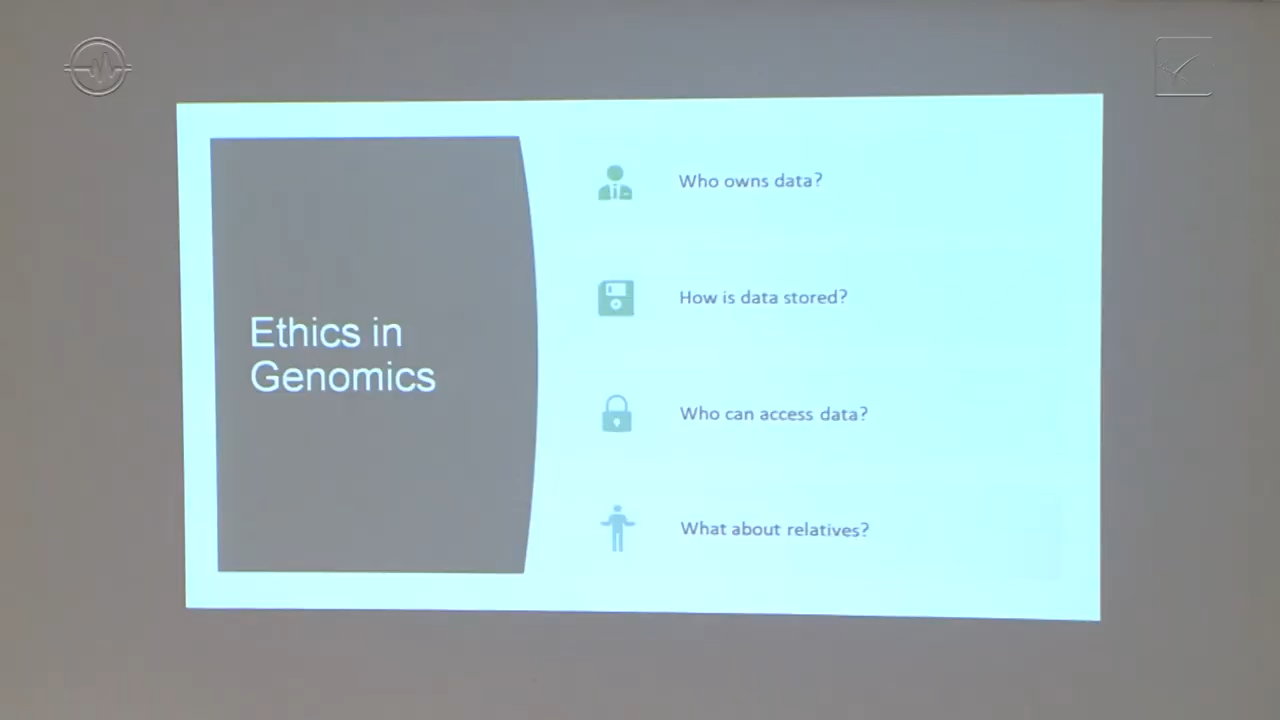 Ethics in
Genomics
Who owns data?
How is data stored?
Who can access data?
What about relatives?